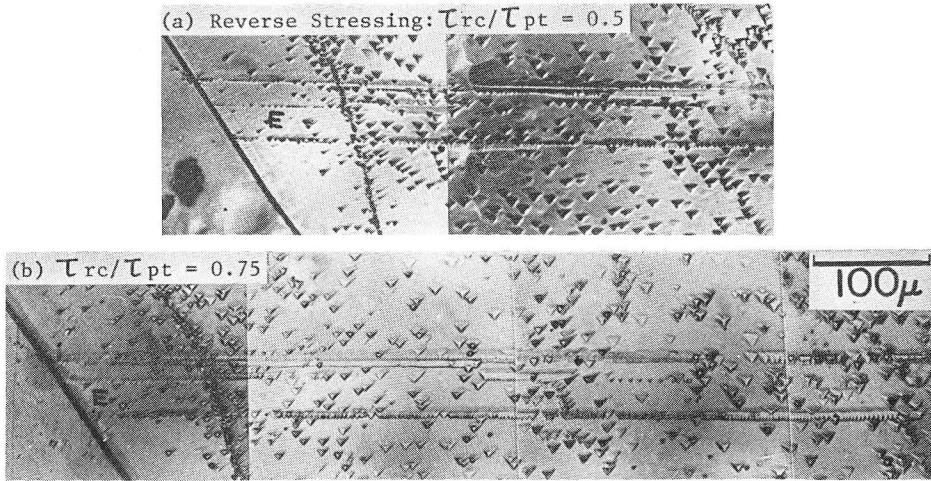 (a) Reverse Stressing: τrc/τpt = 0.5
E
(b) τrc/τpt = 0.75
100μ
E